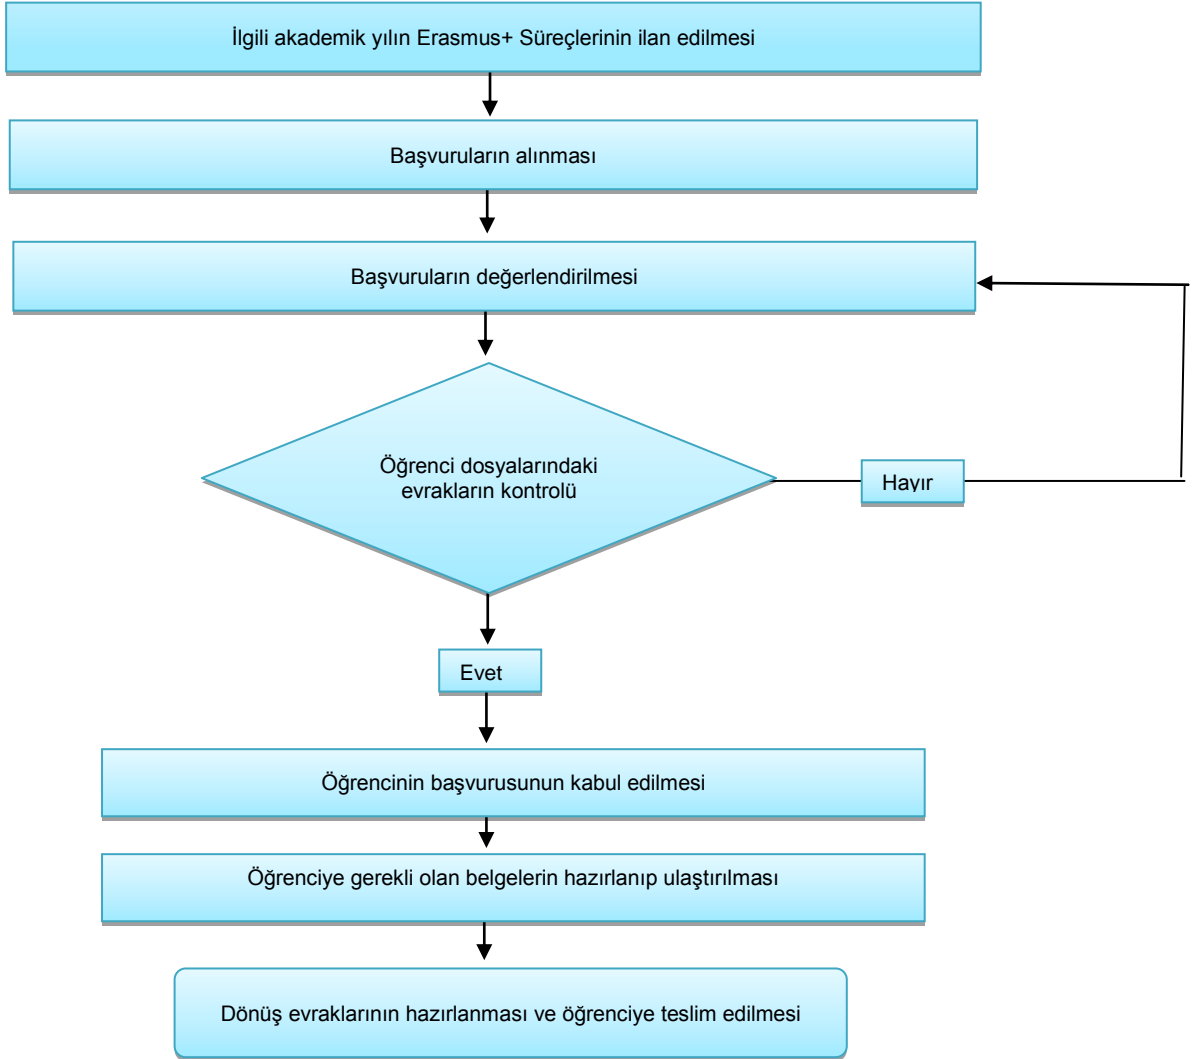 İlgili akademik yılın Erasmus+ Süreçlerinin ilan edilmesi
Başvuruların alınması
Başvuruların değerlendirilmesi
Öğrenci dosyalarındaki
evrakların kontrolü
Hayır
Evet
Öğrencinin başvurusunun kabul edilmesi
Öğrenciye gerekli olan belgelerin hazırlanıp ulaştırılması
Dönüş evraklarının hazırlanması ve öğrenciye teslim edilmesi